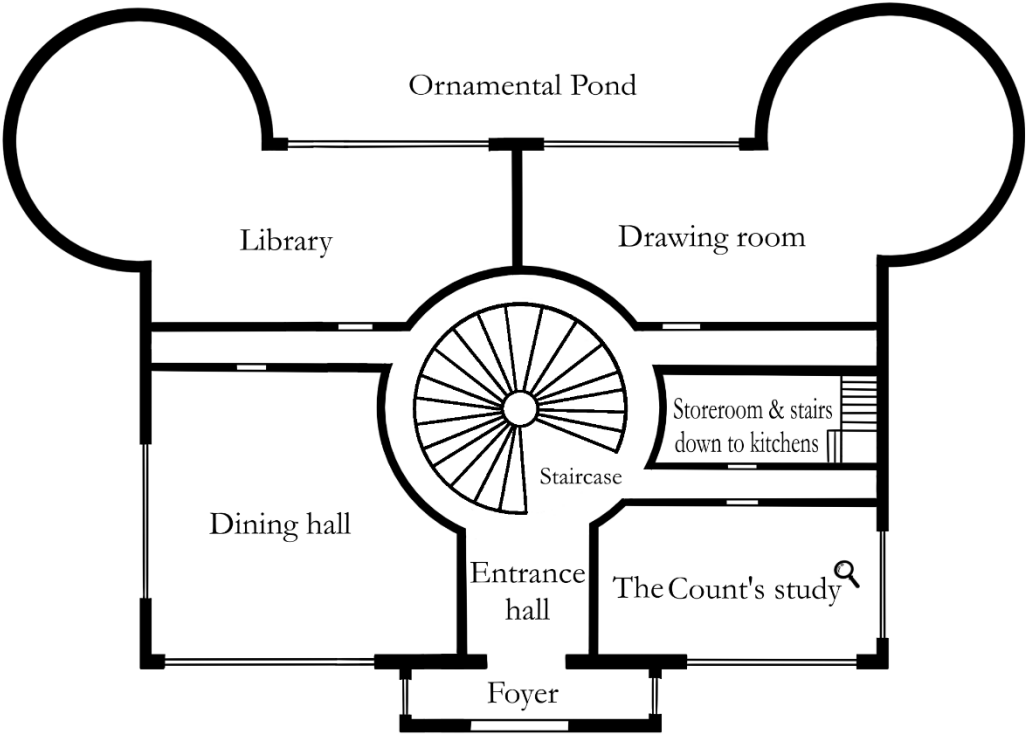 Ornamental Pond
Library
Drawing room
Storeroom & stairs
down to kitchens
Staircase
Dining hall
Entrance
hall
The Count's study
Foyer